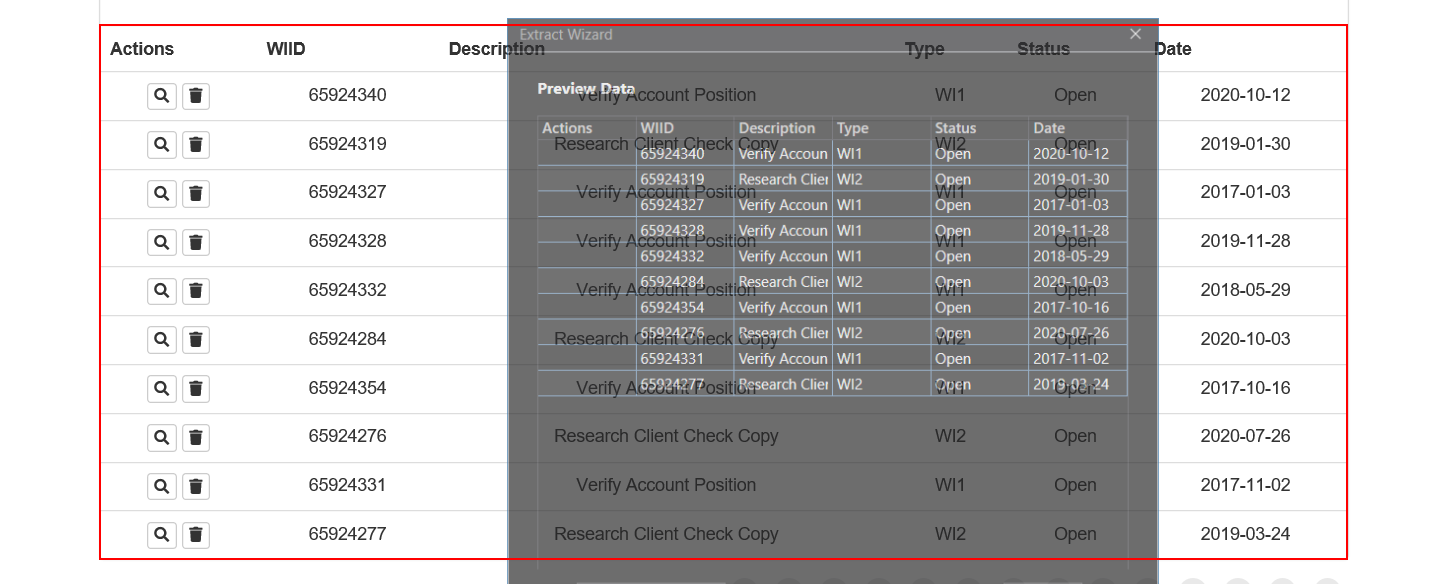 Extract Wizard
Actions WIID Description Type Status Date
Preview Data
65924340 Verify Account Position WI1 Open 2020-10-12
65924319 Research Client Check Copy WI2 Open 2019-01-30
65924327 Verify Account Position WI1 Open 2017-01-03
65924328 Verify Account Position WI1 Open 2019-11-28
65924332 Verify Account Position WI1 Open 2018-05-29
65924284 Research Client Check Copy WI2 Open 2020-10-03
65924354 Verify Account Position WI1 Open 2017-10-16
65924276 Research Client Check Copy WI2 Open 2020-07-26
65924331 Verify Account Position WI1 Open 2017-11-02
65924277 Research Client Check Copy WI2 Open 2019-03-24
Actions WIID Description Type Status Date
65924340 Verify Accoun WI1 Open 2020-10-12
65924319 Research Clier WI2 Open 2019-01-30
65924327 Verify Accoun WI1 Open 2017-01-03
65924328 Verify Accoun WI1 Open 2019-11-28
65924332 Verify Accoun WI1 Open 2018-05-29
65924284 Research Clier WI2 Open 2020-10-03
65924354 Verify Accoun WI1 Open 2017-10-16
65924276 Research Clier WI2 Open 2020-07-26
65924331 Verify Accoun WI1 Open 2017-11-02
65924277 Research Clier WI2 Open 2019-03-24